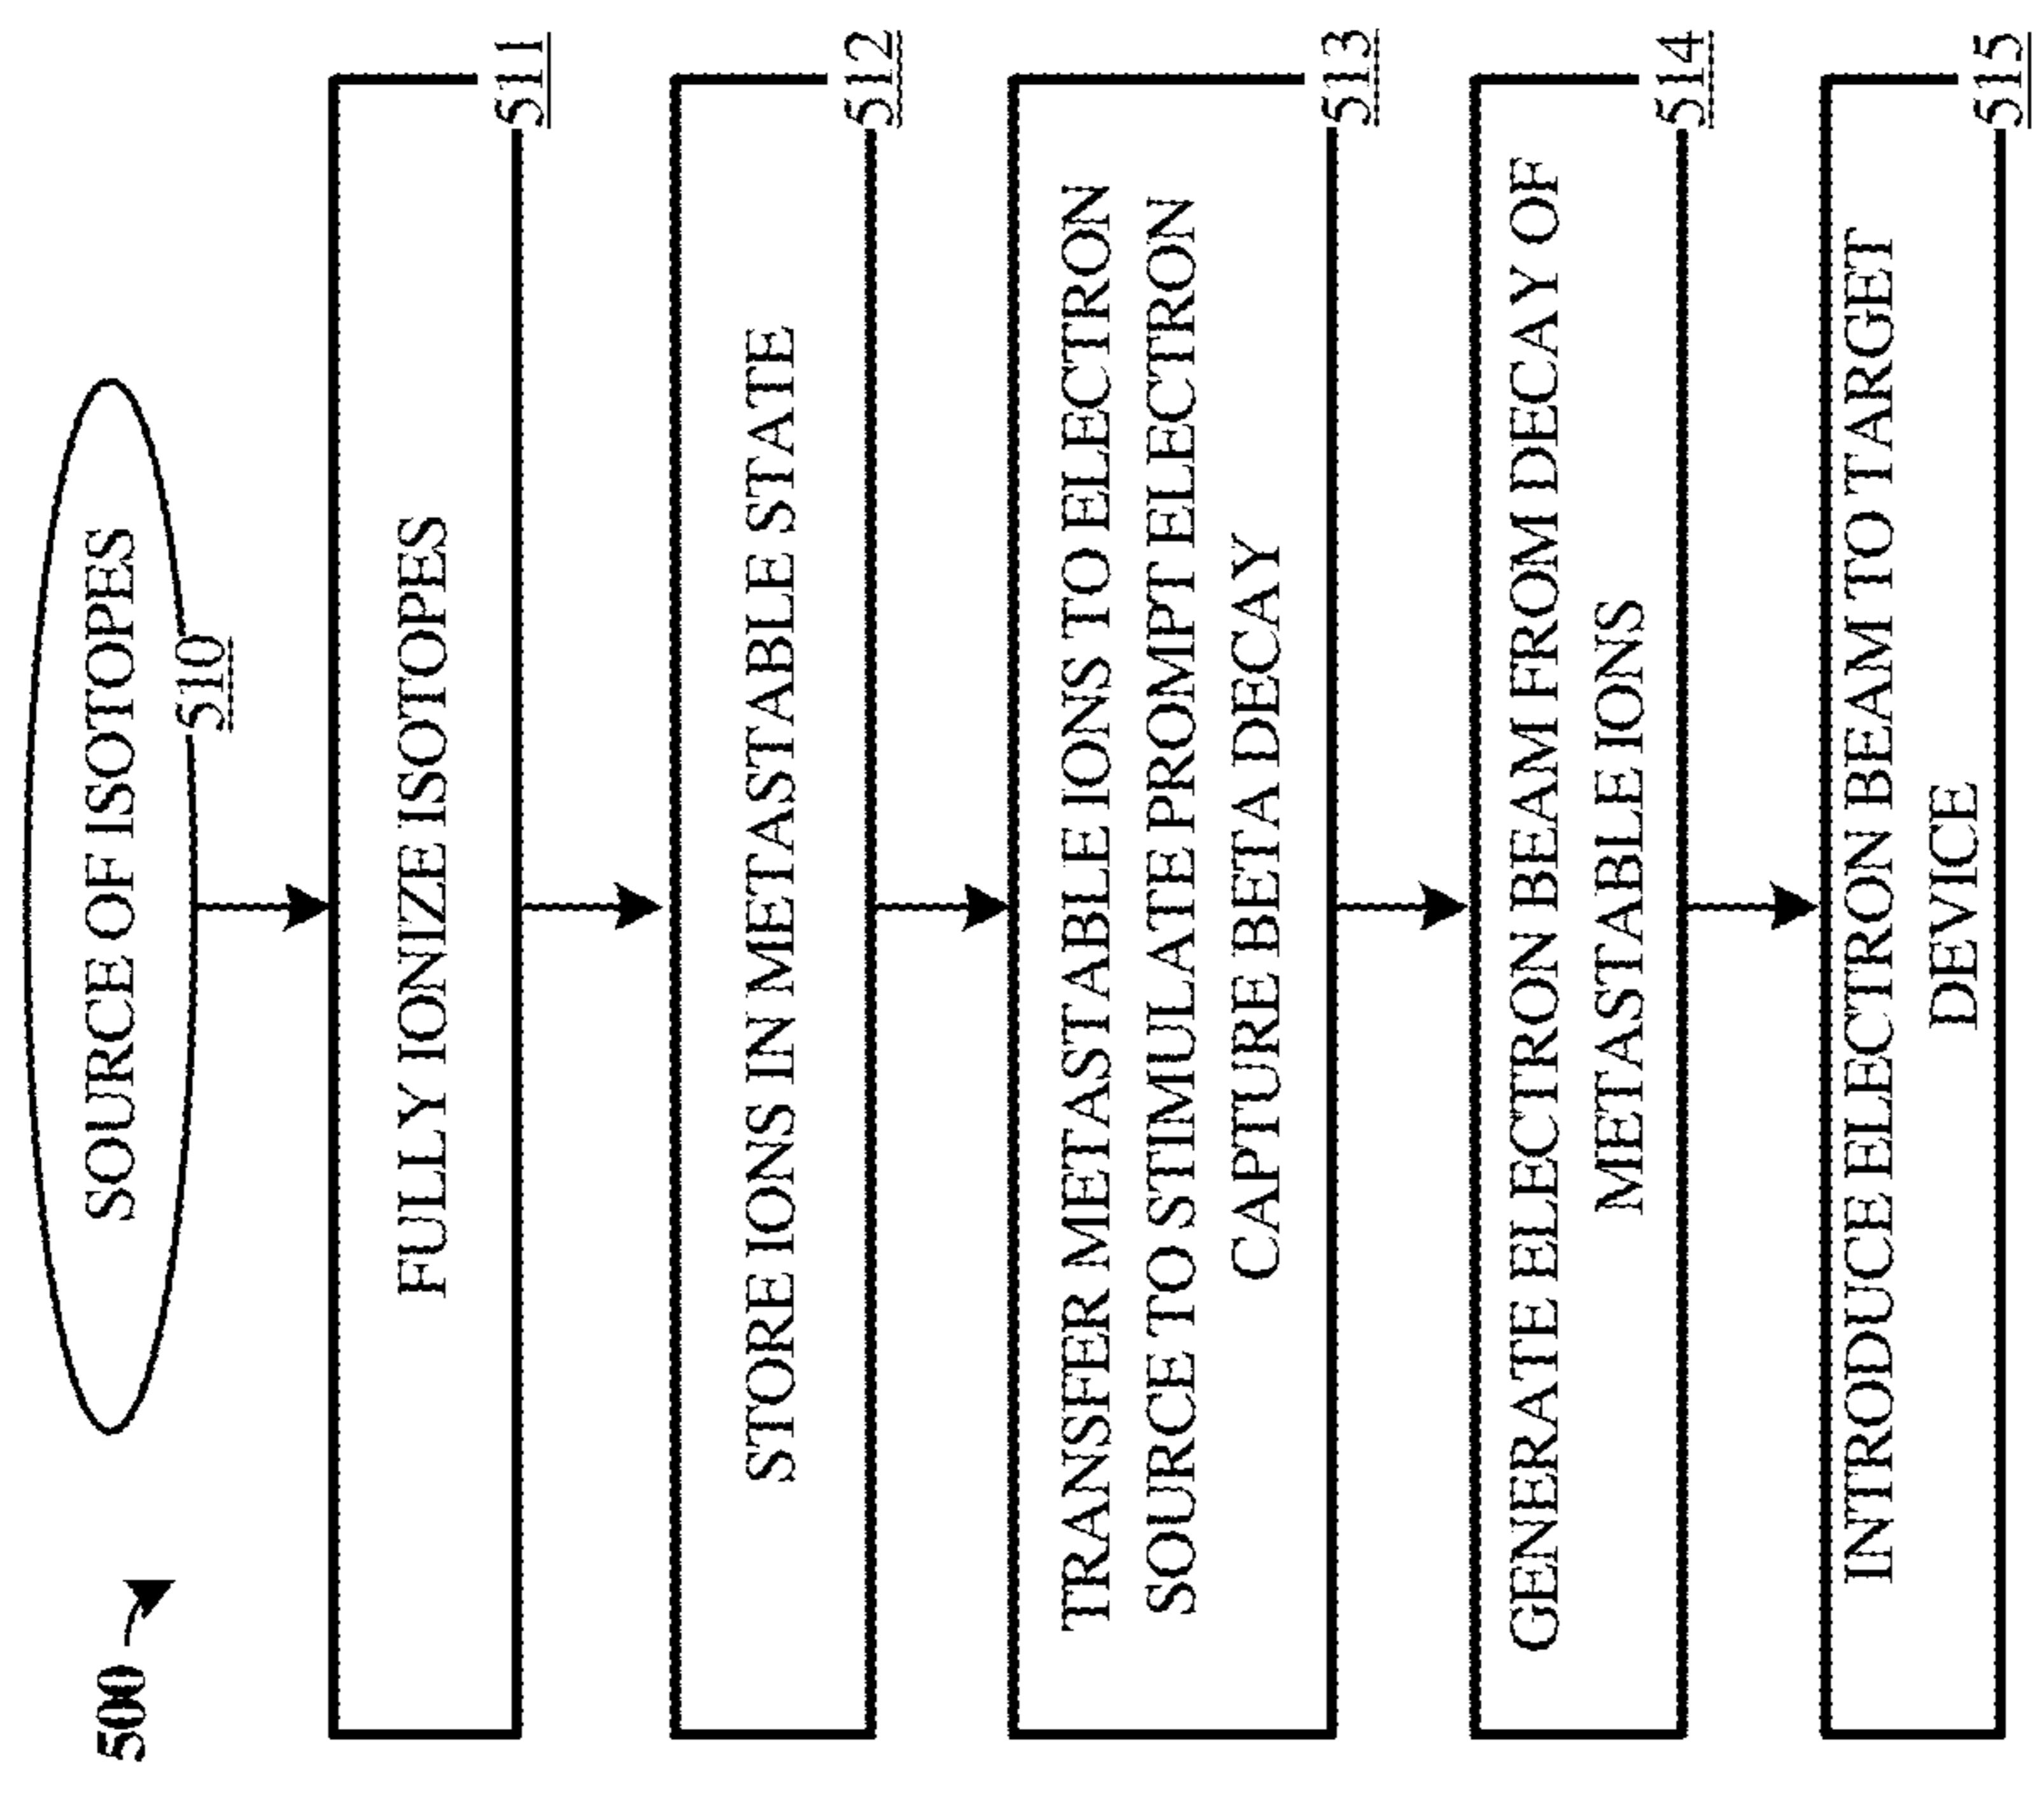 500
SOURCE OF ISOTOPES
510
FULLY IONIZE ISOTOPES
511
STORE IONS IN METASTABLE STATE
512
TRANSFER METASTABLE IONS TO ELECTRON
SOURCE TO STIMULATE PROMPT ELECTRON
CAPTURE BETA DECAY
513
GENERATE ELECTRON BEAM FROM DECAY OF
METASTABLE IONS
514
INTRODUCE ELECTRON BEAM TO TARGET
DEVICE
515